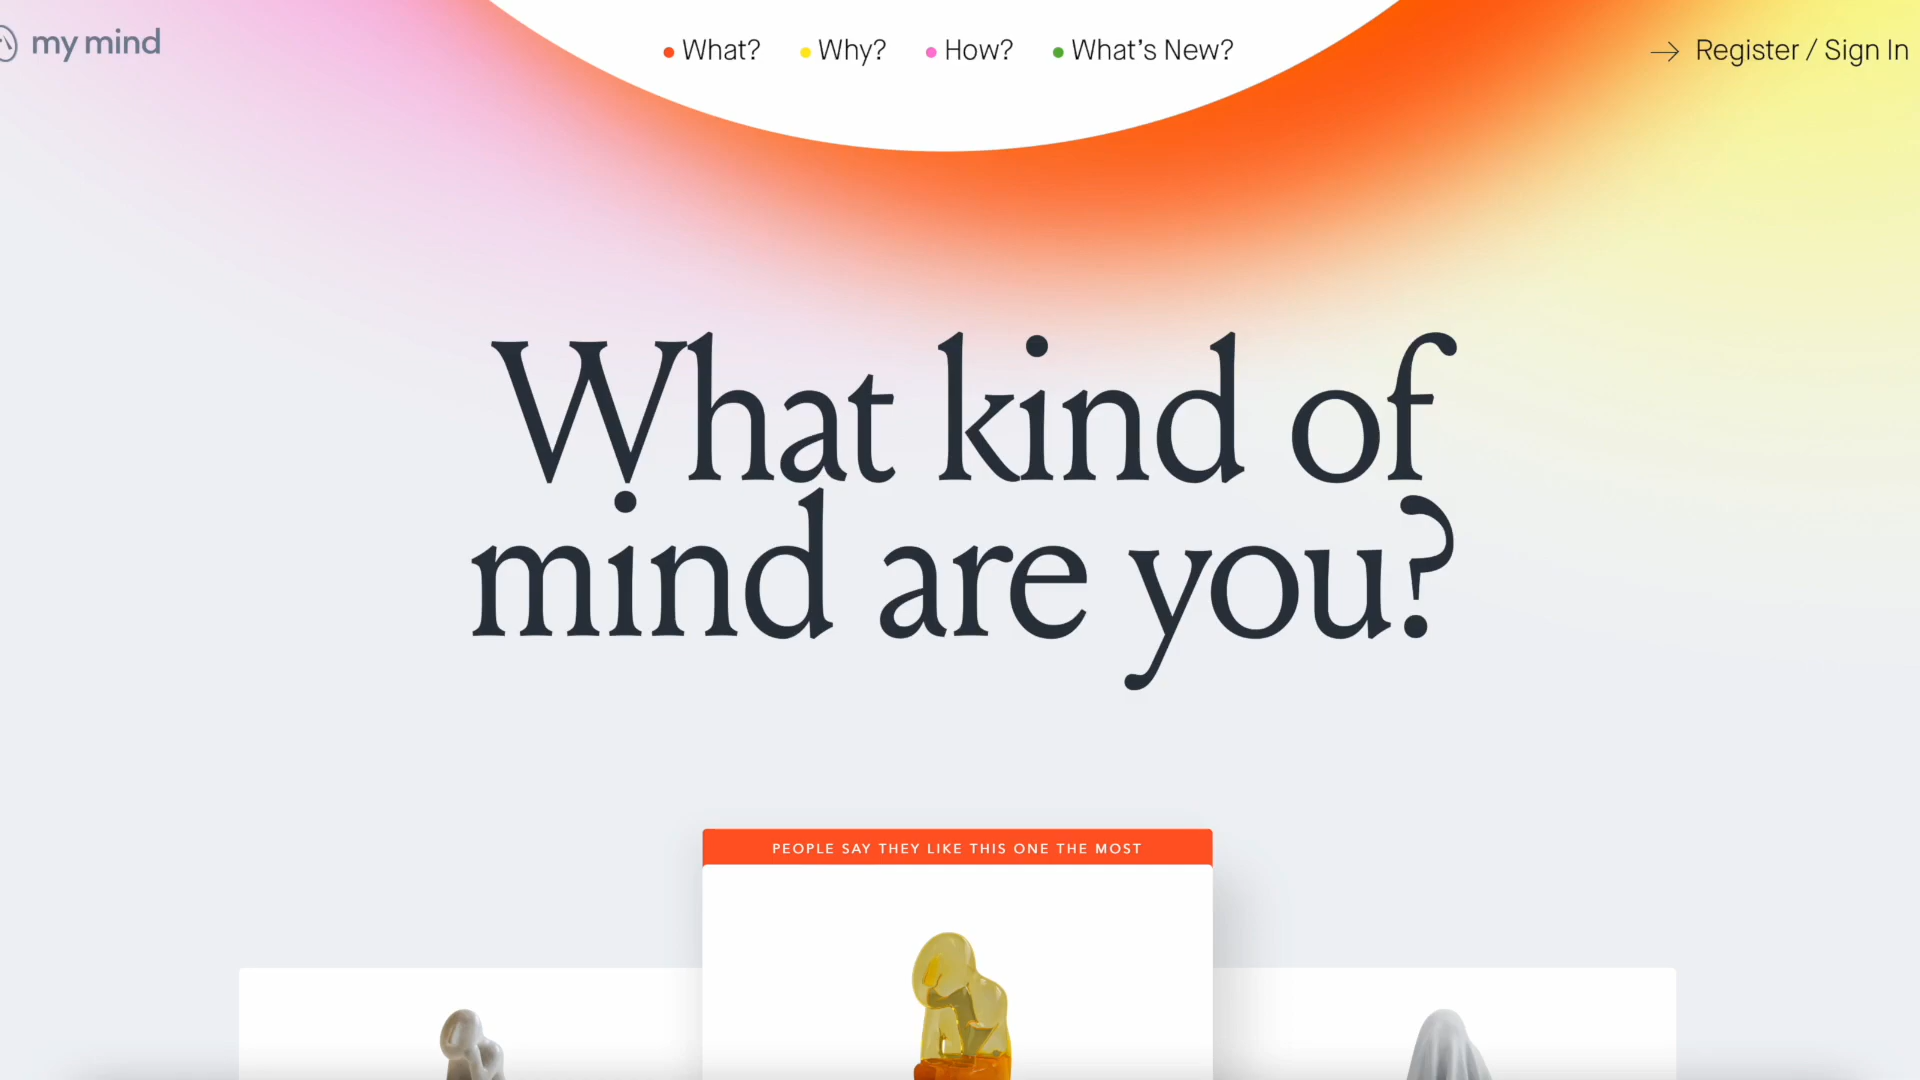 my mind
What? Why? How? What’s New?
Register / Sign In
What kind of
mind are you?
PEOPLE SAY THEY LIKE THIS ONE THE MOST